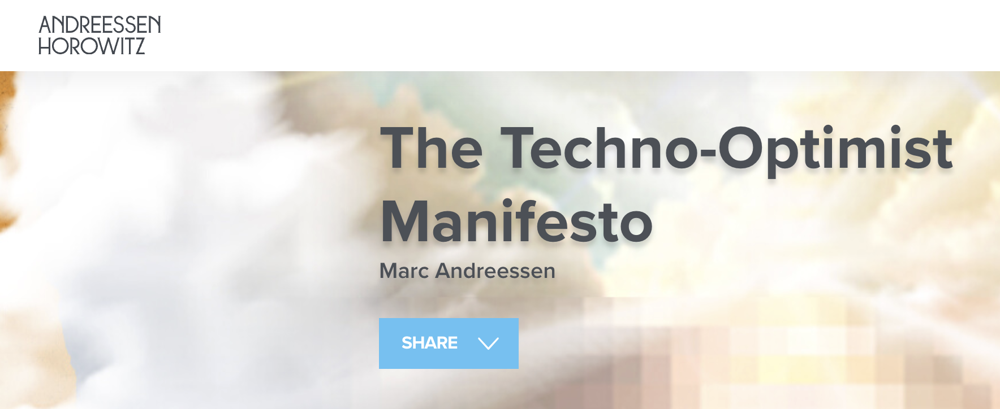 ANDREESSEN
HOROWITZ
The Techno-Optimist
Manifesto
Marc Andreessen
SHARE